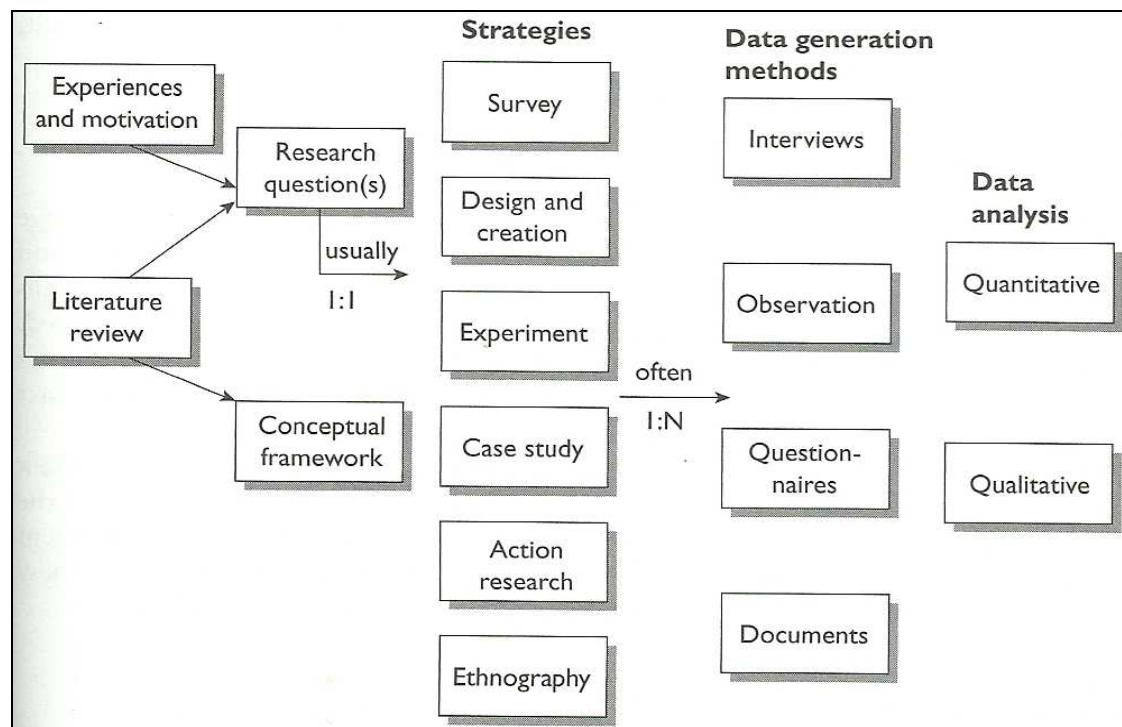 Experiences
and motivation
Literature
review
Research
question(s)
usually
1:1
Conceptual
framework
Strategies
Survey
Design and
creation
Experiment
Case study
Action
research
Ethnography
often
1:N
Data generation
methods
Interviews
Observation
Question-
naires
Documents
Data
analysis
Quantitative
Qualitative